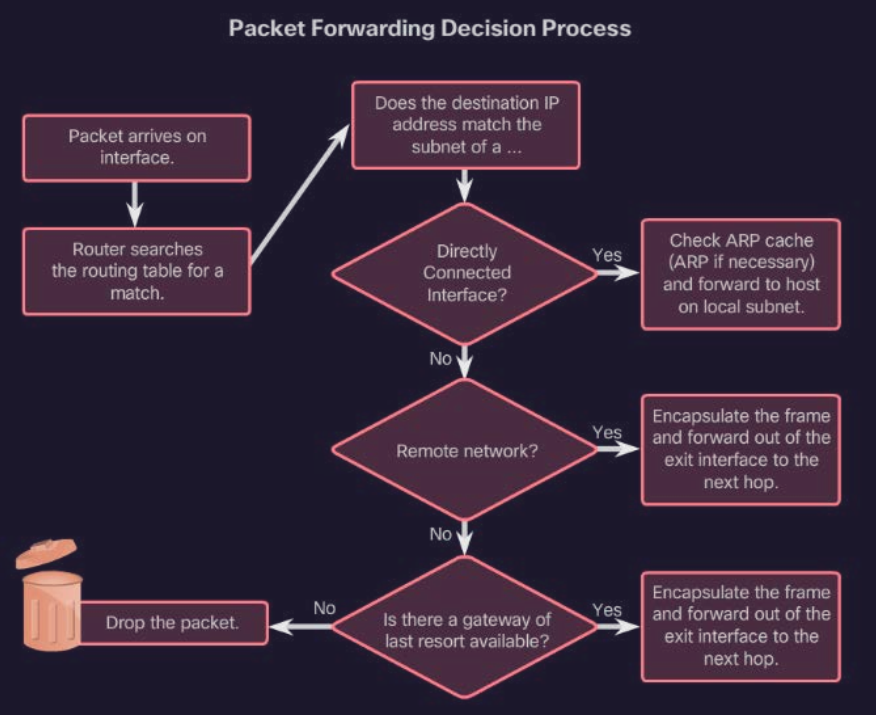 Packet Forwarding Decision Process
Packet arrives on
interface.
Router searches
the routing table for a
match.
Does the destination IP
address match the
subnet of a ...
Directly
Connected
Interface?
Yes
Check ARP cache
(ARP if necessary)
and forward to host
on local subnet.
No
Remote network?
Yes
Encapsulate the frame
and forward out of the
exit interface to the
next hop.
No
Is there a gateway of
last resort available?
Yes
Encapsulate the frame
and forward out of the
exit interface to the
next hop.
No
Drop the packet.